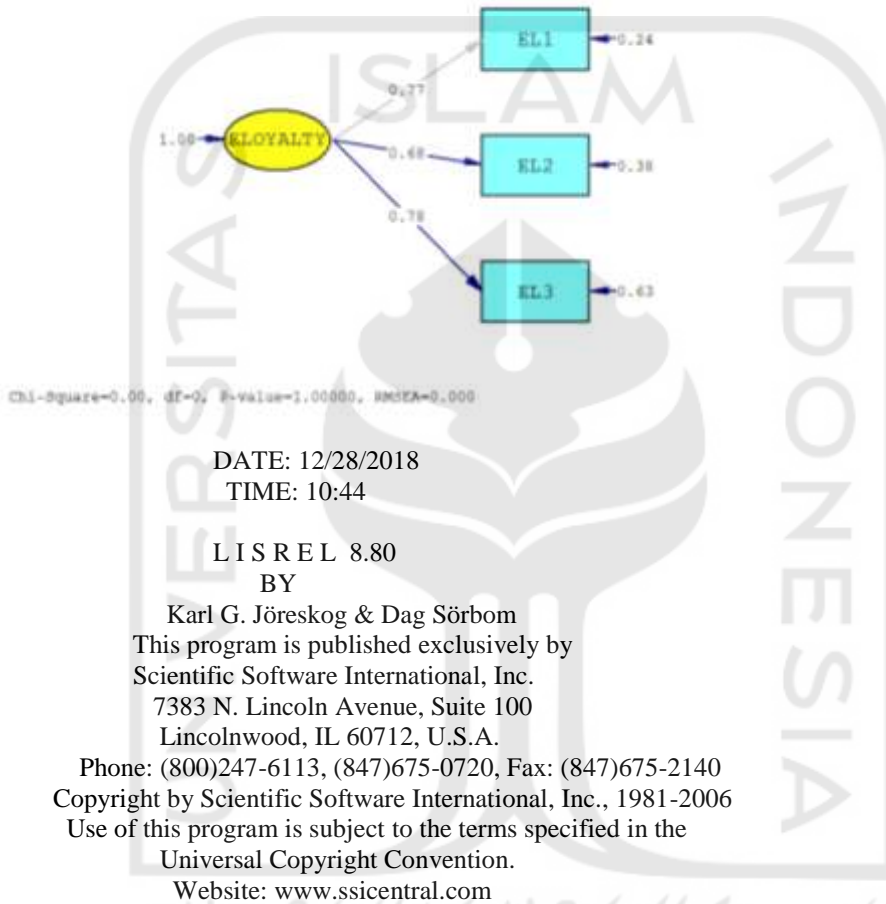 ISLAM
UNIVERSITAS
INDONESIA
EL1
0.24
0.77
1.00
ELOYALTY
0.68
EL2
0.38
0.78
EL3
0.63
Chi-Square=0.00, df=0, P-value=1.00000, RMSEA=0.000
DATE: 12/28/2018
TIME: 10:44
L I S R E L 8.80
BY
Karl G. Jöreskog & Dag Sörbom
This program is published exclusively by
Scientific Software International, Inc.
7383 N. Lincoln Avenue, Suite 100
Lincolnwood, IL 60712, U.S.A.
Phone: (800)247-6113, (847)675-0720, Fax: (847)675-2140
Copyright by Scientific Software International, Inc., 1981-2006
Use of this program is subject to the terms specified in the
Universal Copyright Convention.
Website: www.ssicentral.com